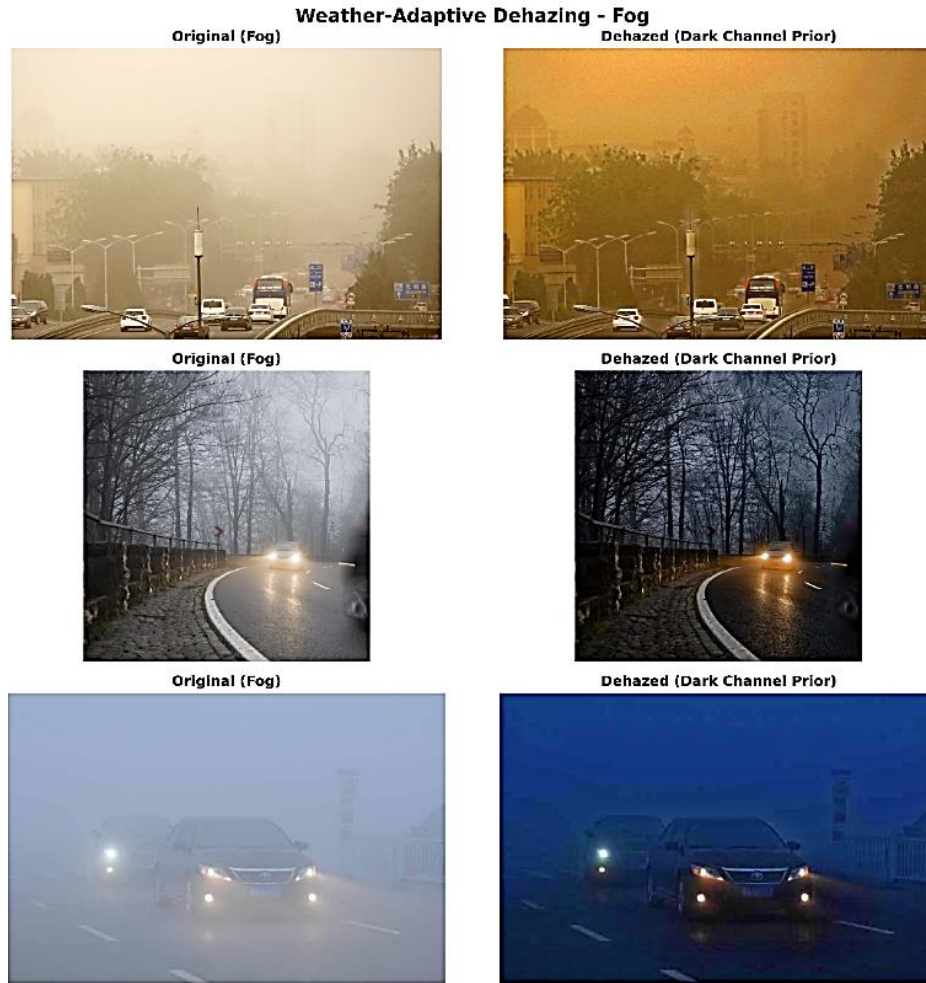 Weather-Adaptive Dehazing - Fog
Original (Fog)
Dehazed (Dark Channel Prior)
Original (Fog)
Dehazed (Dark Channel Prior)
Original (Fog)
Dehazed (Dark Channel Prior)